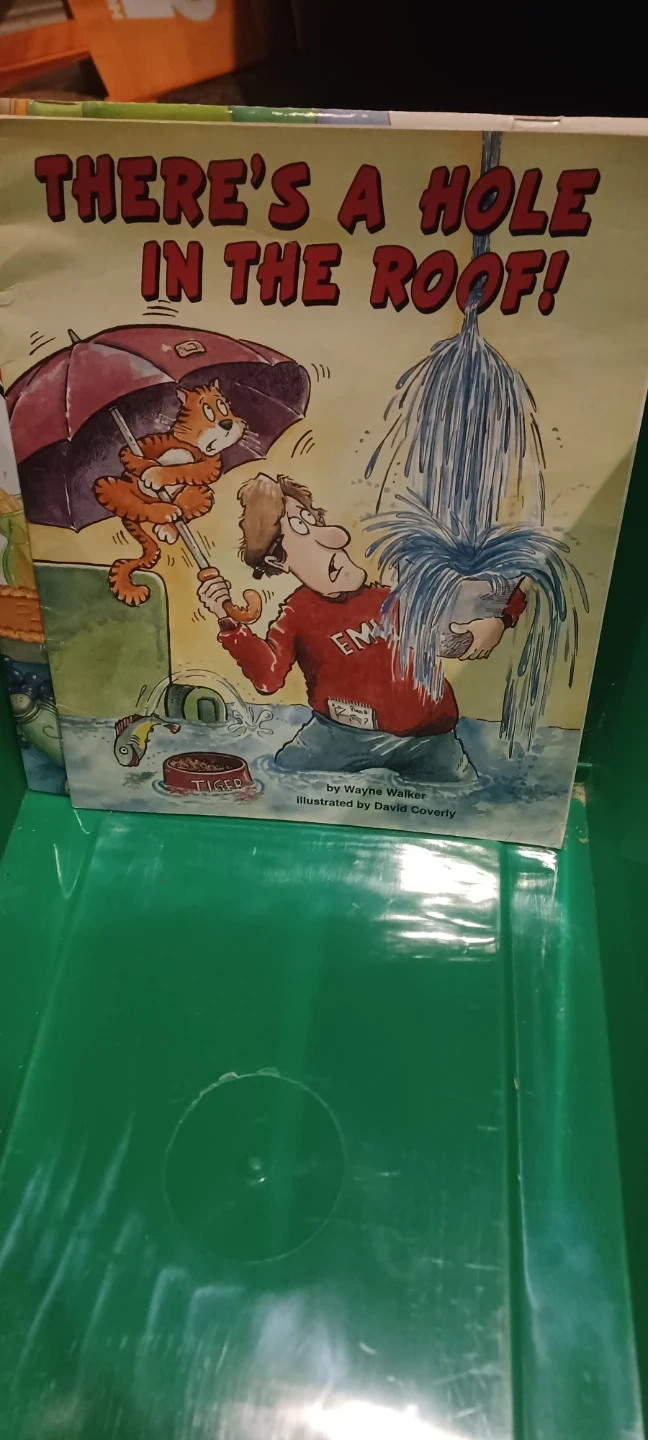 THERE'S A HOLE
IN THE ROOF!
TIGER
by Wayne Walker
illustrated by David Coverly